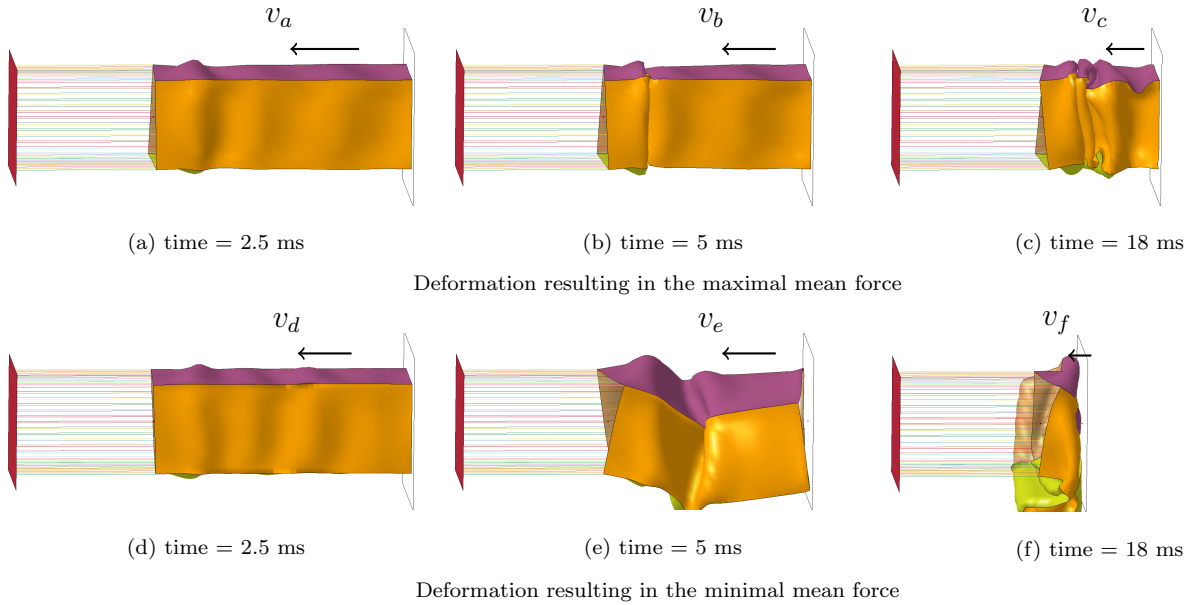 v_a v_b v_c
(a) time = 2.5 ms (b) time = 5 ms (c) time = 18 ms
Deformation resulting in the maximal mean force
v_d v_e v_f
(d) time = 2.5 ms (e) time = 5 ms (f) time = 18 ms
Deformation resulting in the minimal mean force